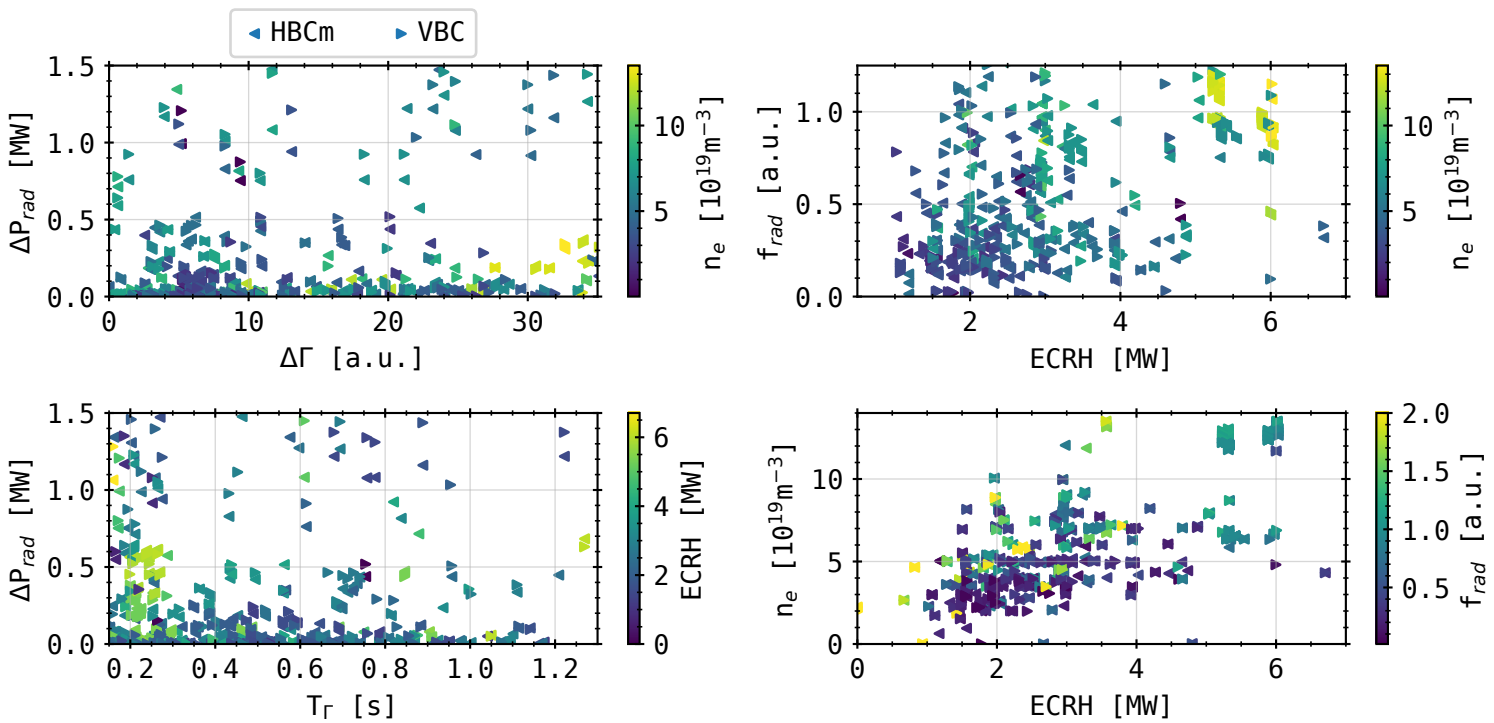 HBCm VBC
1.5
1.0
0.5
0.0
ΔP_rad [MW]
0 10 20 30
ΔΓ [a.u.]
10
5
n_e [10^19 m^−3]
1.0
0.5
0.0
f_rad [a.u.]
2 4 6
ECRH [MW]
10
5
n_e [10^19 m^−3]
1.5
1.0
0.5
0.0
ΔP_rad [MW]
0.2 0.4 0.6 0.8 1.0 1.2
T_Γ [s]
6
4
2
0
ECRH [MW]
10
5
0
n_e [10^19 m^−3]
0 2 4 6
ECRH [MW]
2.0
1.5
1.0
0.5
f_rad [a.u.]